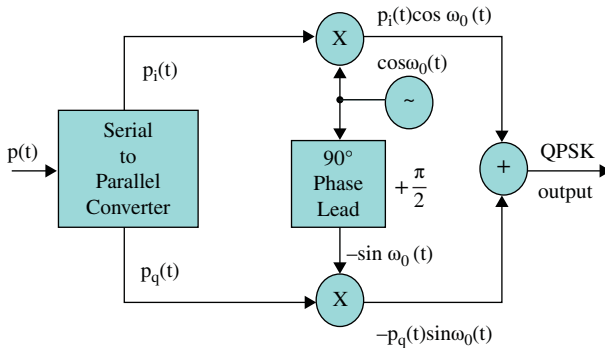 p_i(t)cos ω_0 (t)
X
p_i(t)
cosω_0(t)
~
Serial
to
Parallel
Converter
p(t)
90°
Phase
Lead
+ π/2
+
QPSK
output
–sin ω_0 (t)
p_q(t)
X
–p_q(t)sinω_0(t)